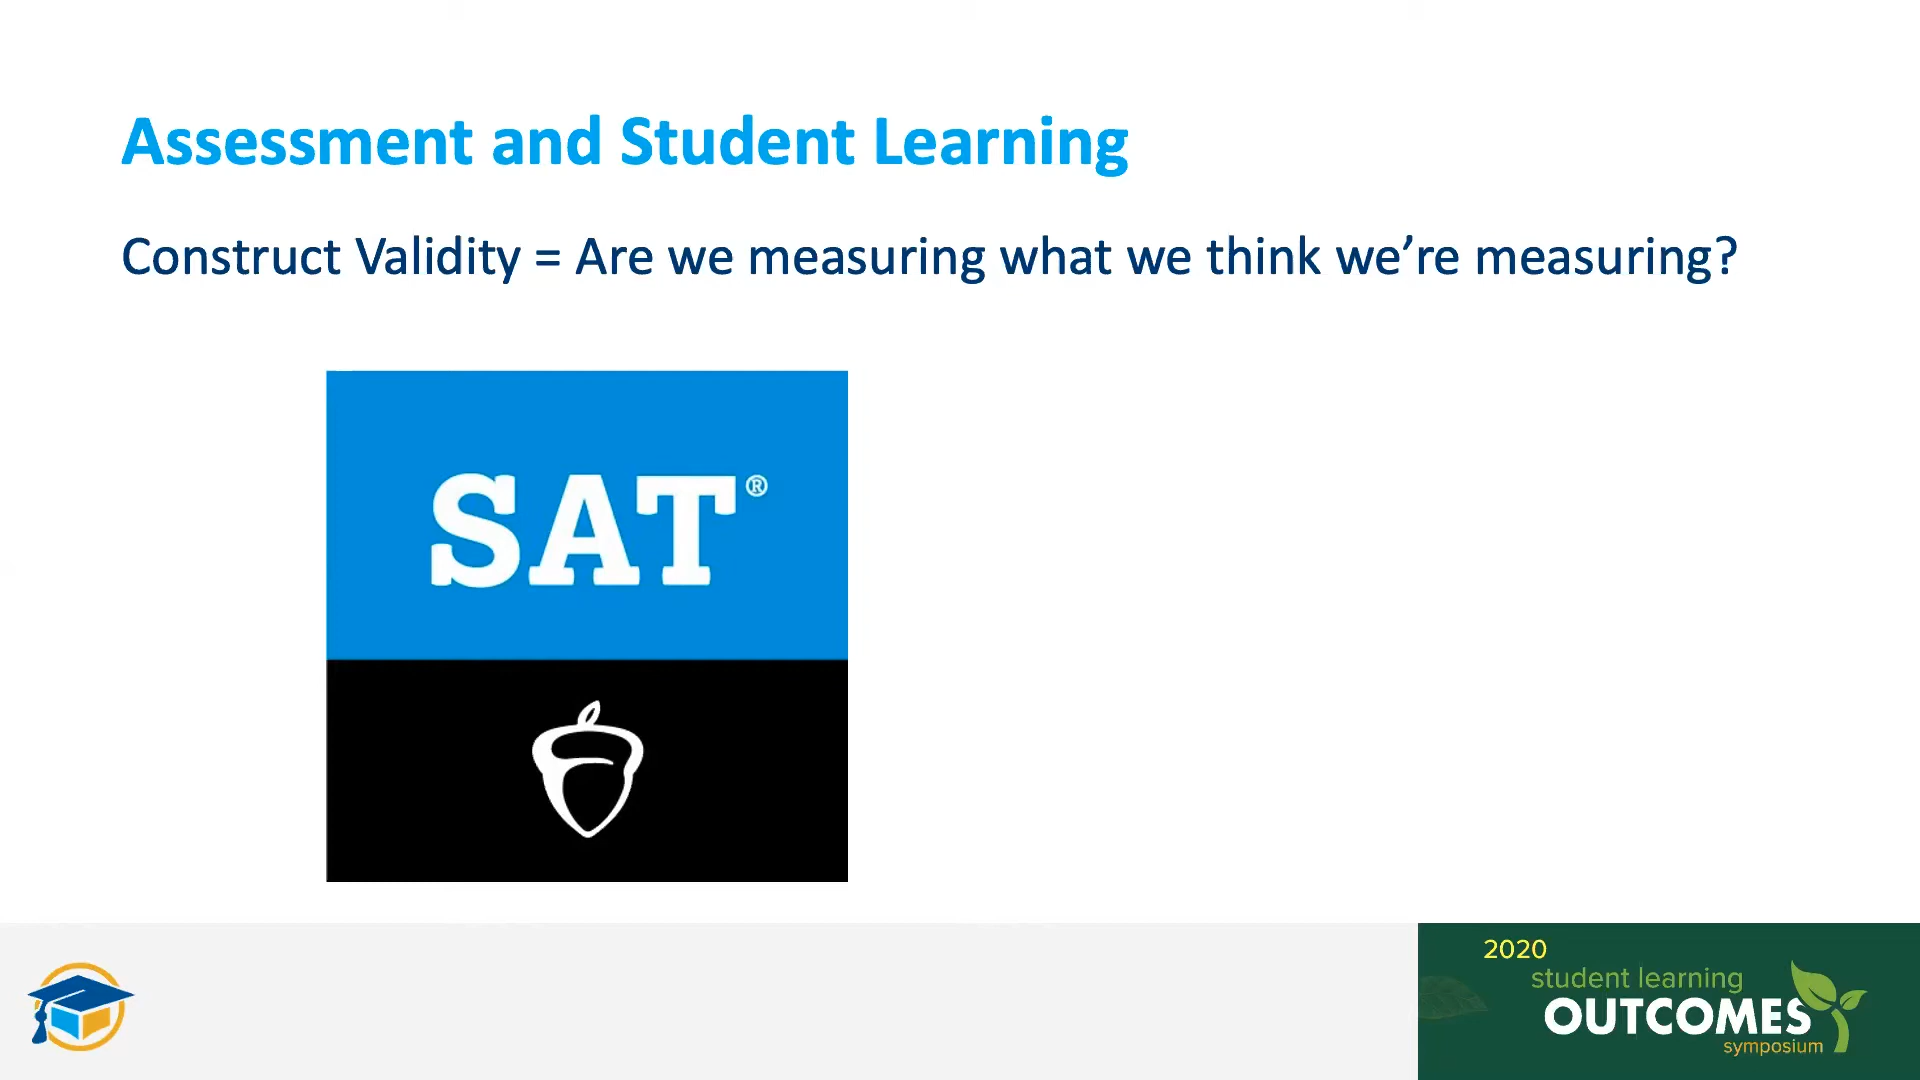 Assessment and Student Learning
Construct Validity = Are we measuring what we think we’re measuring?
SAT®
2020
student learning
OUTCOMES
symposium